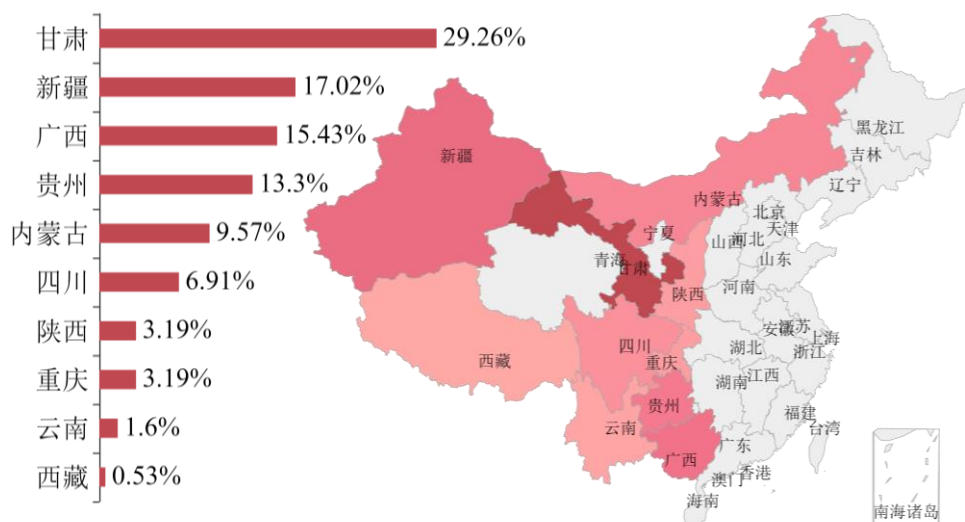 甘肃 29.26%
新疆 17.02%
广西 15.43%
贵州 13.3%
内蒙古 9.57%
四川 6.91%
陕西 3.19%
重庆 3.19%
云南 1.6%
西藏 0.53%
黑龙江
吉林
新疆
辽宁
内蒙古
北京
天津
宁夏
河北
山西
青海
甘肃
山东
陕西
河南
江苏
安徽
上海
四川
湖北
浙江
重庆
西藏
江西
湖南
贵州
福建
云南
台湾
广东
广西
香港
澳门
海南
南海诸岛